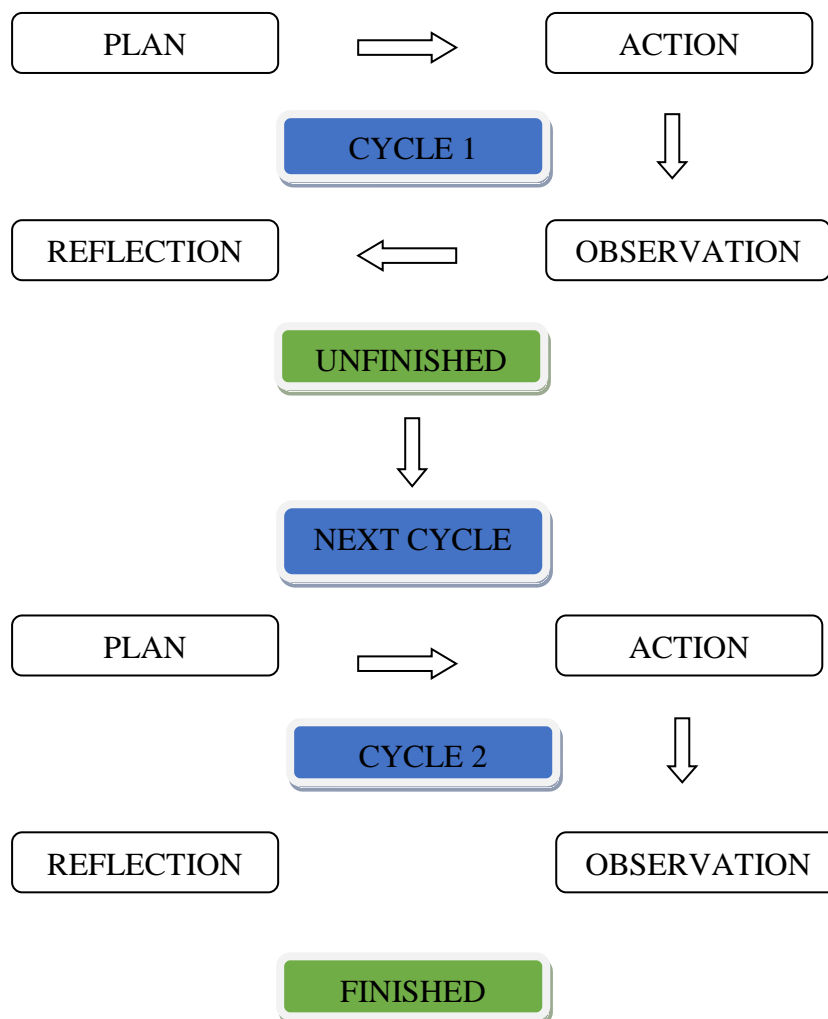 PLAN
ACTION
CYCLE 1
REFLECTION
OBSERVATION
UNFINISHED
NEXT CYCLE
PLAN
ACTION
CYCLE 2
REFLECTION
OBSERVATION
FINISHED